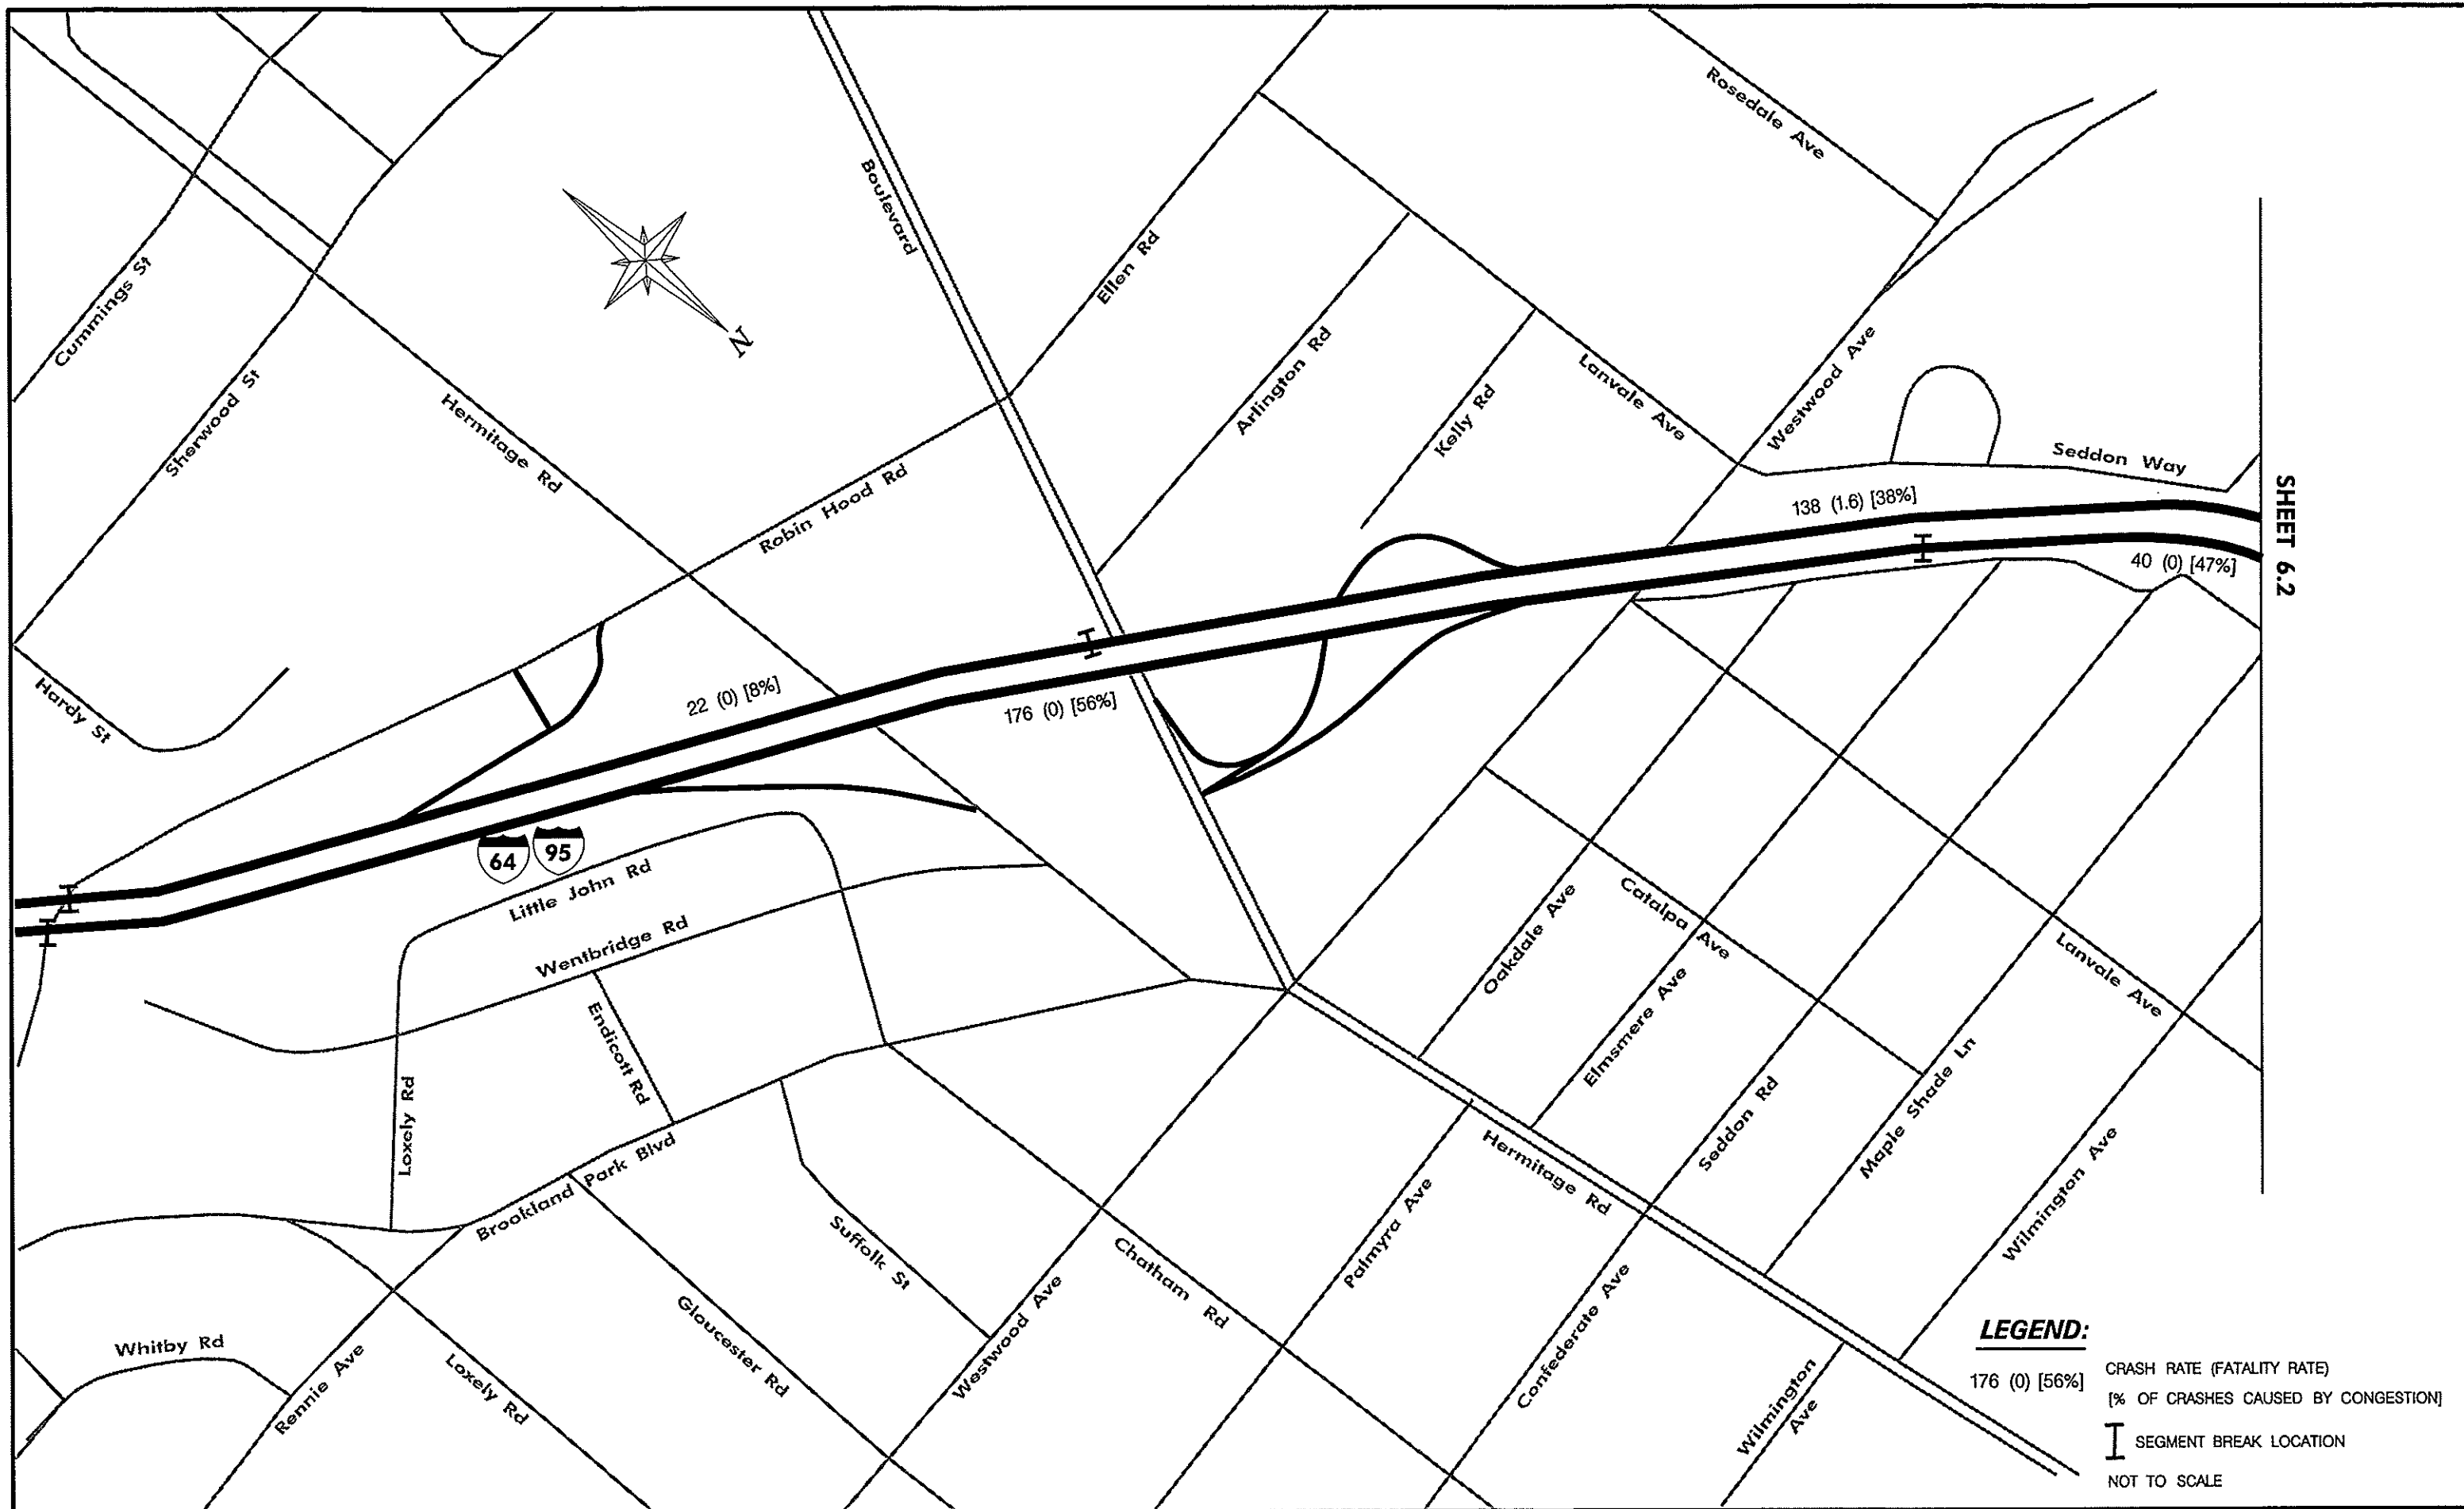 Rosedale Ave
Boulevard
Ellen Rd
Cummings St
Arlington Rd
Kelly Rd
Lanvale Ave
Westwood Ave
Sherwood St
Hermitage Rd
Robin Hood Rd
Seddon Way
138 (1.6) [38%]
40 (0) [47%]
SHEET 6.2
N
Hardy St
22 (0) [8%]
176 (0) [56%]
64
95
Little John Rd
Wentbridge Rd
Endicott Rd
Loxely Rd
Brookland Park Blvd
Oakdale Ave
Catalpa Ave
Elmsmere Ave
Lanvale Ave
Seddon Rd
Maple Shade Ln
Wilmington Ave
Hermitage Rd
Palmyra Ave
Suffolk St
Chatham Rd
Westwood Ave
Confederate Ave
Gloucester Rd
Whitby Rd
Rennie Ave
Loxely Rd
Wilmington
Ave
LEGEND:
176 (0) [56%]
CRASH RATE (FATALITY RATE)
[% OF CRASHES CAUSED BY CONGESTION]
SEGMENT BREAK LOCATION
NOT TO SCALE